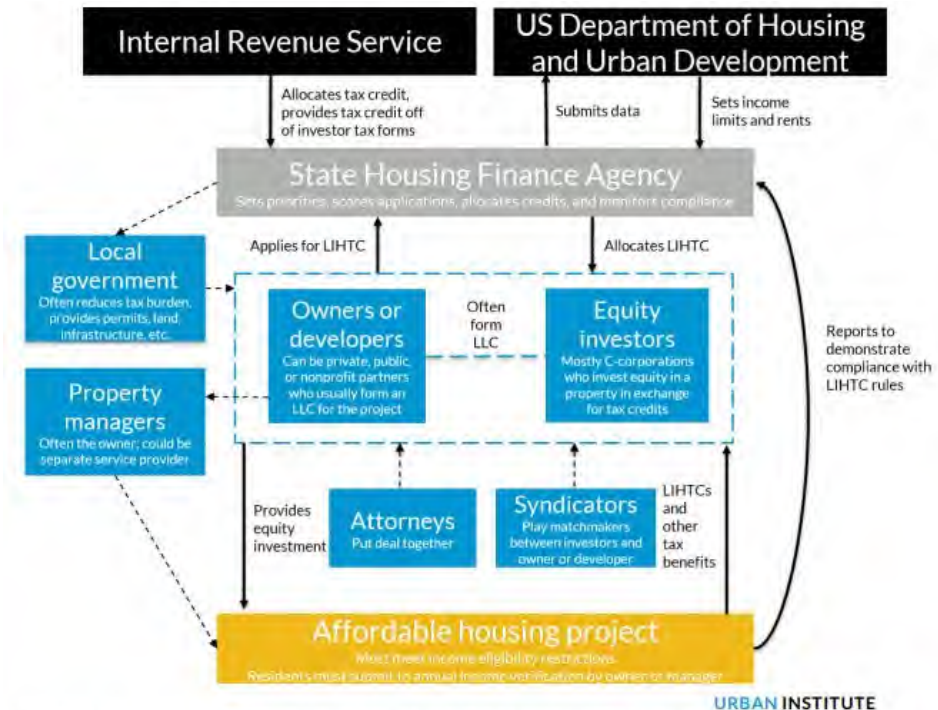 Internal Revenue Service
US Department of Housing
and Urban Development
Allocates tax credit,
provides tax credit off
of investor tax forms
Submits data
Sets income
limits and rents
State Housing Finance Agency
Sets priorities, scores applications, allocates credits, and monitors compliance
Applies for LIHTC
Allocates LIHTC
Local
government
Often reduces tax burden,
provides permits, land,
infrastructure, etc.
Owners or
developers
Can be private, public,
or nonprofit partners
who usually form an
LLC for the project
Often
form
LLC
Equity
investors
Mostly C-corporations
who invest equity in a
property in exchange
for tax credits
Reports to
demonstrate
compliance with
LIHTC rules
Property
managers
Often the owner; could be
separate service provider
Provides
equity
investment
Attorneys
Put deal together
Syndicators
Play matchmakers
between investors and
owner or developer
LIHTCs
and
other
tax
benefits
Affordable housing project
Must meet income eligibility restrictions
Residents must submit to annual income verification by owner or manager
URBAN INSTITUTE